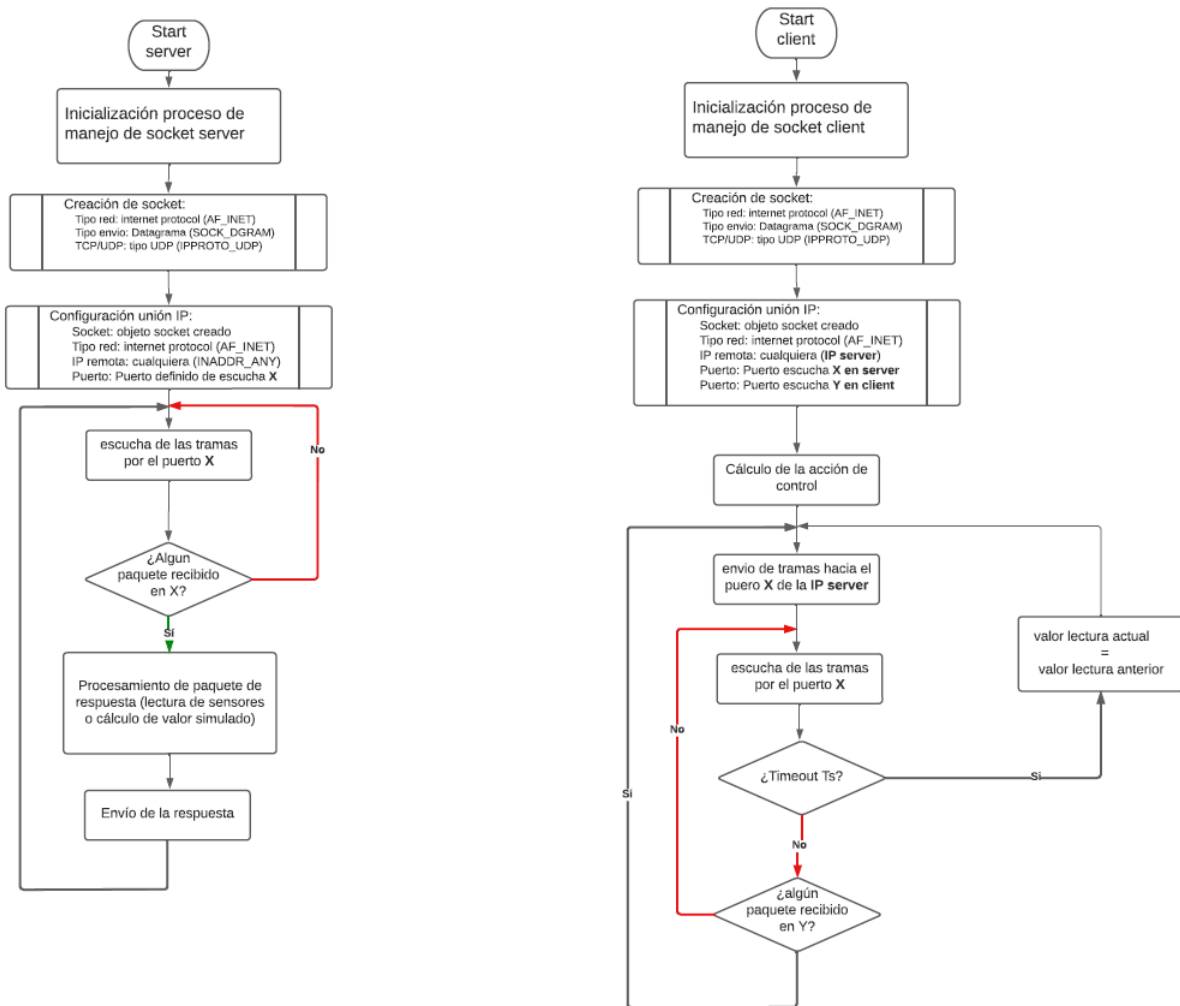 Start
server
Inicialización proceso de
manejo de socket server
Creación de socket:
Tipo red: internet protocol (AF_INET)
Tipo envio: Datagrama (SOCK_DGRAM)
TCP/UDP: tipo UDP (IPPROTO_UDP)
Configuración unión IP:
Socket: objeto socket creado
Tipo red: internet protocol (AF_INET)
IP remota: cualquiera (INADDR_ANY)
Puerto: Puerto definido de escucha X
escucha de las tramas
por el puerto X
No
¿Algun
paquete recibido
en X?
Sí
Procesamiento de paquete de
respuesta (lectura de sensores
o cálculo de valor simulado)
Envío de la respuesta
Start
client
Inicialización proceso de
manejo de socket client
Creación de socket:
Tipo red: internet protocol (AF_INET)
Tipo envio: Datagrama (SOCK_DGRAM)
TCP/UDP: tipo UDP (IPPROTO_UDP)
Configuración unión IP:
Socket: objeto socket creado
Tipo red: internet protocol (AF_INET)
IP remota: cualquiera (IP server)
Puerto: Puerto escucha X en server
Puerto: Puerto escucha Y en client
Cálculo de la acción de
control
envio de tramas hacia el
puero X de la IP server
valor lectura actual
=
valor lectura anterior
escucha de las tramas
por el puerto X
No
¿Timeout Ts?
Si
Si
No
¿algún
paquete recibido
en Y?